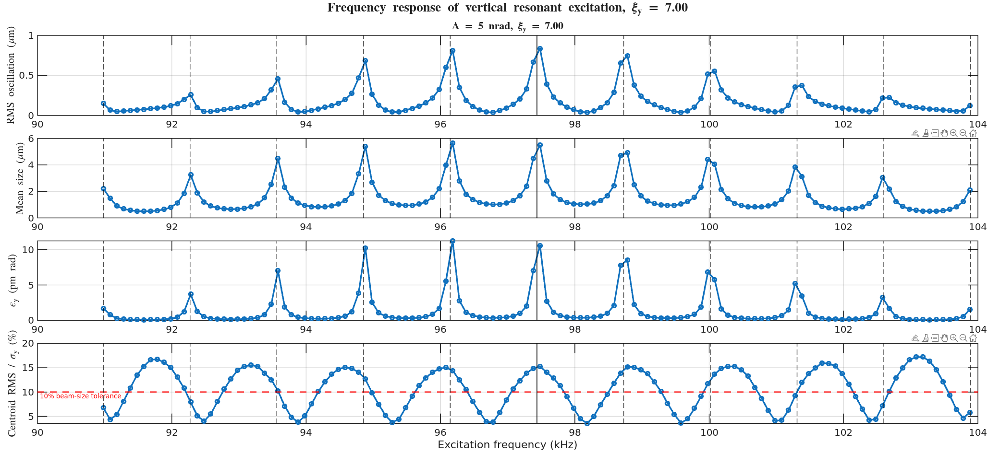 Frequency response of vertical resonant excitation, ξy = 7.00
A = 5 nrad, ξy = 7.00
RMS oscillation (μm)
1
0.5
0
90 92 94 96 98 100 102 104
Mean size (μm)
6
4
2
0
90 92 94 96 98 100 102 104
ϵy (pm rad)
10
5
0
90 92 94 96 98 100 102 104
Centroid RMS / σy (%)
20
15
10
5
10% beam-size tolerance
90 92 94 96 98 100 102 104
Excitation frequency (kHz)